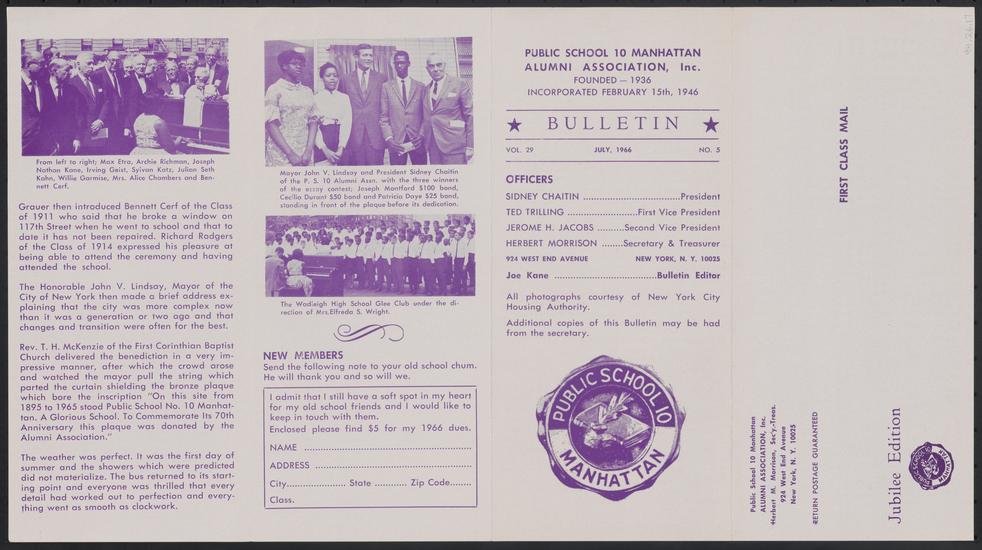 From left to right; Max Etra, Archie Richman, Joseph
Nathan Kane, Irving Geist, Sylvan Katz, Julian Seth
Kahn, Willie Garmise, Mrs. Alice Chambers and Ben-
nett Cerf.
Grauer then introduced Bennett Cerf of the Class
of 1911 who said that he broke a window on
117th Street when he went to school and that to
date it has not been repaired. Richard Rodgers
of the Class of 1914 expressed his pleasure at
being able to attend the ceremony and having
attended the school.
The Honorable John V. Lindsay, Mayor of the
City of New York then made a brief address ex-
plaining that the city was more complex now
than it was a generation or two ago and that
changes and transition were often for the best.
Rev. T. H. McKenzie of the First Corinthian Baptist
Church delivered the benediction in a very im-
pressive manner, after which the crowd arose
and watched the mayor pull the string which
parted the curtain shielding the bronze plaque
which bore the inscription "On this site from
1895 to 1965 stood Public School No. 10 Manhat-
tan. A Glorious School. To Commemorate Its 70th
Anniversary this plaque was donated by the
Alumni Association."
The weather was perfect. It was the first day of
summer and the showers which were predicted
did not materialize. The bus returned to its start-
ing point and everyone was thrilled that every
detail had worked out to perfection and every-
thing went as smooth as clockwork.
Mayor John V. Lindsay and President Sidney Chaitin
of the P. S. 10 Alumni Assn. with the three winners
of the essay contest; Joseph Montford $100 bond,
Cecilia Durant $50 bond and Patricia Daye $25 bond,
standing in front of the plaque before its dedication.
The Wadleigh High School Glee Club under the di-
rection of Mrs.Elfreda S. Wright.
NEW MEMBERS
Send the following note to your old school chum.
He will thank you and so will we.
I admit that I still have a soft spot in my heart
for my old school friends and I would like to
keep in touch with them.
Enclosed please find $5 for my 1966 dues.
NAME ........................................................
ADDRESS ...................................................
City.................... State ........... Zip Code.......
Class.
PUBLIC SCHOOL 10 MANHATTAN
ALUMNI ASSOCIATION, Inc.
FOUNDED — 1936
INCORPORATED FEBRUARY 15th, 1946
★ BULLETIN ★
VOL. 29 JULY, 1966 NO. 5
OFFICERS
SIDNEY CHAITIN ..............................President
TED TRILLING ......................First Vice President
JEROME H. JACOBS .........Second Vice President
HERBERT MORRISON .......Secretary & Treasurer
924 WEST END AVENUE NEW YORK, N. Y. 10025
Joe Kane ................................Bulletin Editor
All photographs courtesy of New York City
Housing Authority.
Additional copies of this Bulletin may be had
from the secretary.
PUBLIC SCHOOL 10
MANHATTAN
Public School 10 Manhattan
ALUMNI ASSOCIATION, Inc.
Herbert M. Morrison, Sec'y.-Treas.
924 West End Avenue
New York, N. Y. 10025
RETURN POSTAGE GUARANTEED
FIRST CLASS MAIL
Jubilee Edition